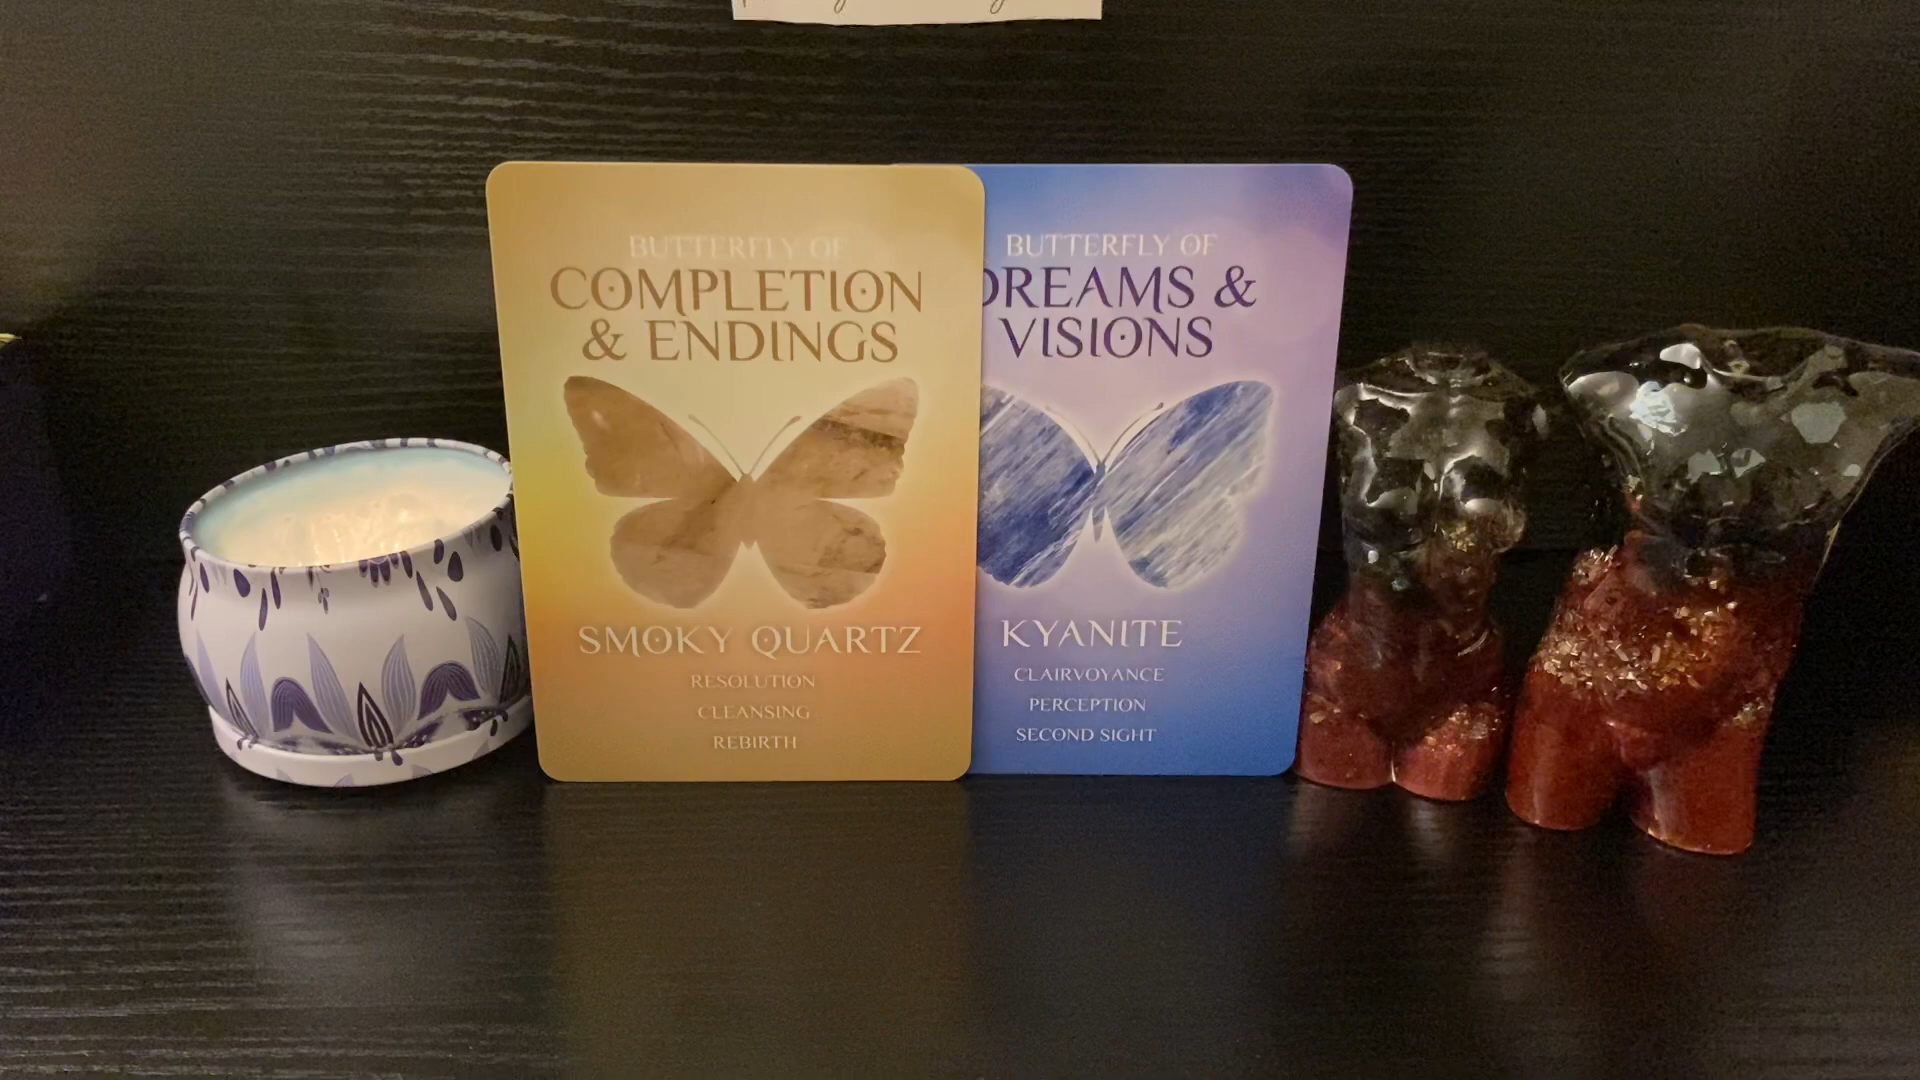 BUTTERFLY OF
COMPLETION
& ENDINGS
SMOKY QUARTZ
RESOLUTION
CLEANSING
REBIRTH
BUTTERFLY OF
DREAMS &
VISIONS
KYANITE
CLAIRVOYANCE
PERCEPTION
SECOND SIGHT